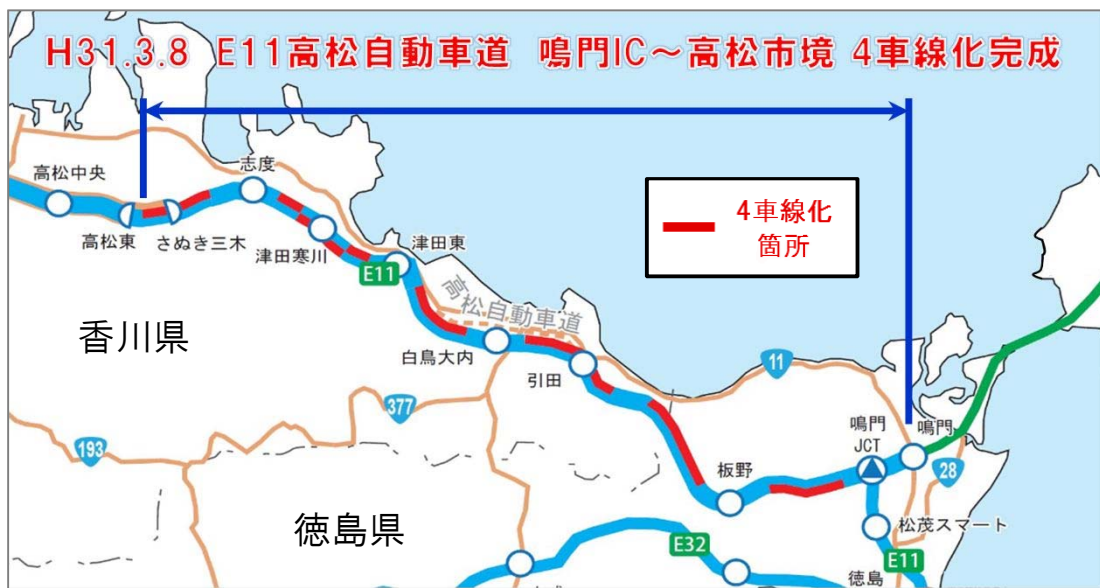 H31.3.8 E11高松自動車道 鳴門IC～高松市境 4車線化完成
高松中央
志度
4車線化
箇所
高松東
さぬき三木
津田寒川
津田東
E11
高松自動車道
香川県
白鳥大内
引田
11
377
193
鳴門
JCT
鳴門
28
板野
松茂スマート
徳島県
E32
徳島
E11